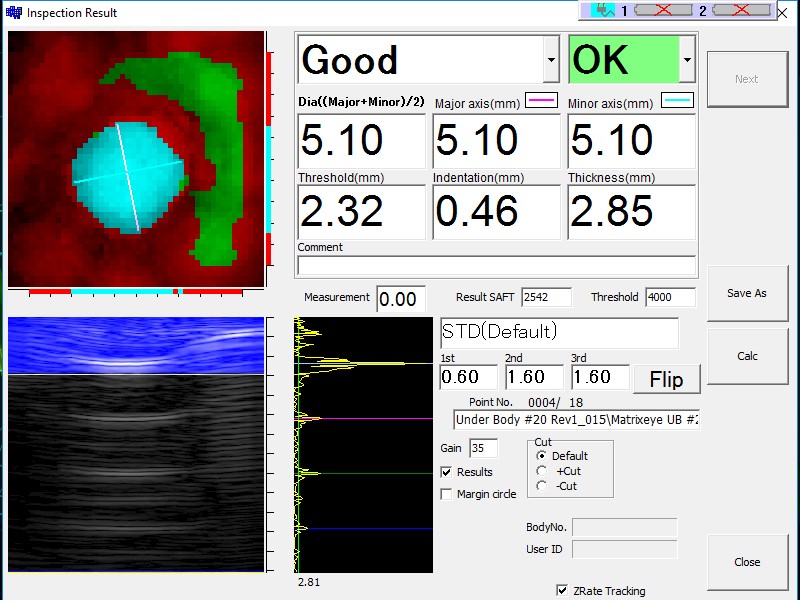 Inspection Result
1 2
Good OK
Next
Dia((Major+Minor)/2) Major axis(mm) Minor axis(mm)
5.10 5.10 5.10
Threshold(mm) Indentation(mm) Thickness(mm)
2.32 0.46 2.85
Comment
Measurement 0.00 Result SAFT 2542 Threshold 4000
Save As
STD(Default)
Calc
1st 2nd 3rd
0.60 1.60 1.60 Flip
Point No. 0004/ 18
Under Body #20 Rev1_015\Matrixeye UB #2
Gain 35
Cut
Default
+Cut
-Cut
Results
Margin circle
BodyNo.
User ID
Close
2.81
ZRate Tracking